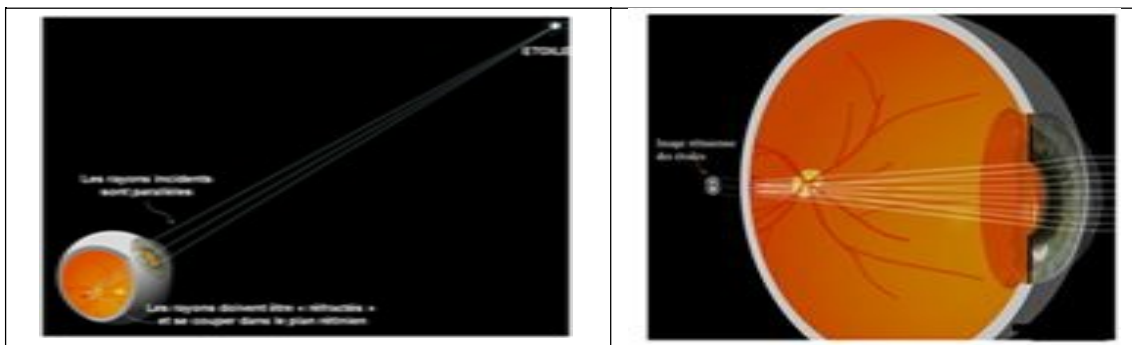 ETOILE
Les rayons incidents
sont parallèles
Les rayons doivent être « réfractés »
et se couper dans le plan rétinien
Image rétinienne
des étoiles